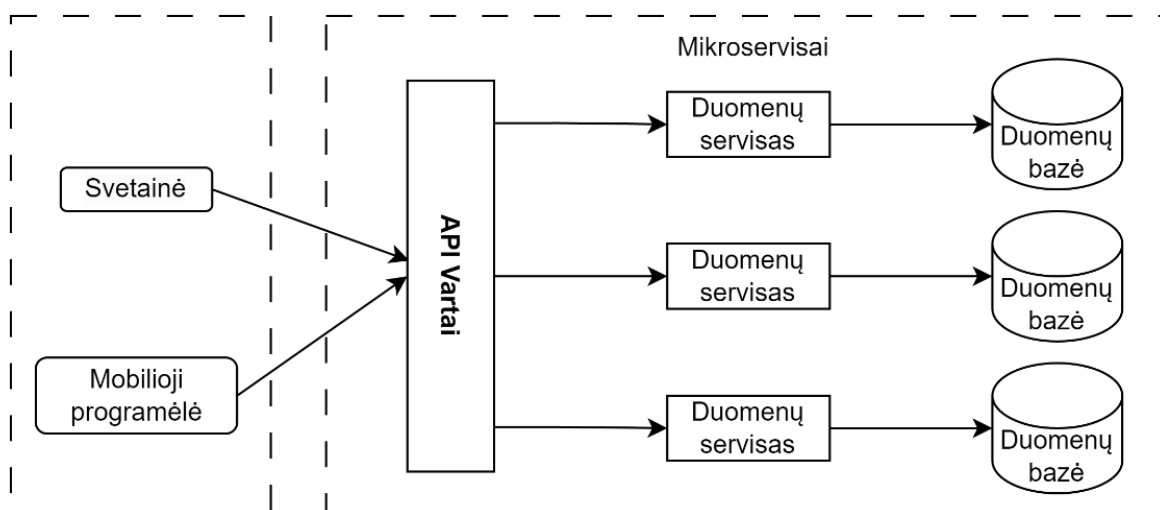 Mikroservisai
Svetainė
Mobilioji
programėlė
API Vartai
Duomenų
servisas
Duomenų
bazė
Duomenų
servisas
Duomenų
bazė
Duomenų
servisas
Duomenų
bazė